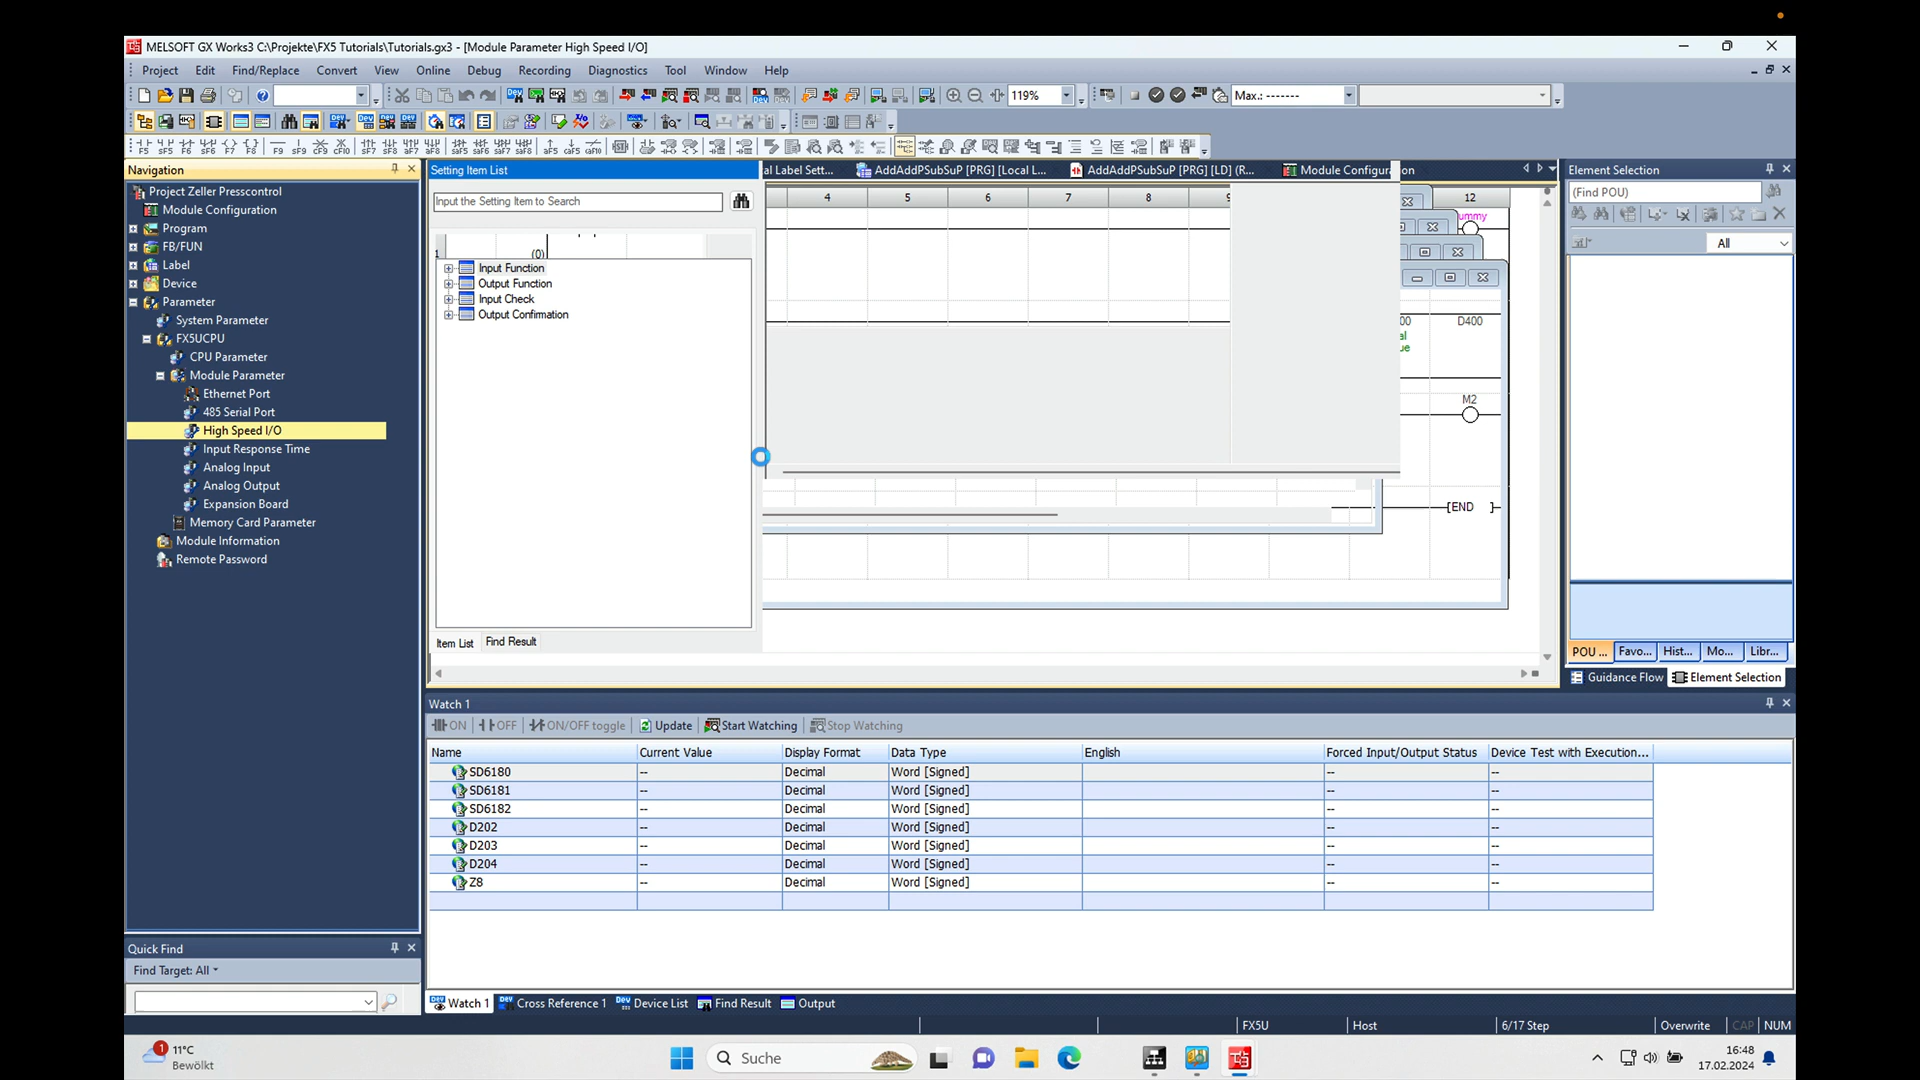 MELSOFT GX Works3 C:\Projekte\FX5 Tutorials\Tutorials.gx3 - [Module Parameter High Speed I/O]
Project Edit Find/Replace Convert View Online Debug Recording Diagnostics Tool Window Help
119% Max.: -------
Navigation
Project Zeller Presscontrol
Module Configuration
Program
FB/FUN
Label
Device
Parameter
System Parameter
FX5UCPU
CPU Parameter
Module Parameter
Ethernet Port
485 Serial Port
High Speed I/O
Input Response Time
Analog Input
Analog Output
Expansion Board
Memory Card Parameter
Module Information
Remote Password
Quick Find
Find Target: All
Setting Item List
Input the Setting Item to Search
1 (0)
Input Function
Output Function
Input Check
Output Confirmation
Item List Find Result
al Label Sett... AddAddPSubSuP [PRG] [Local L... AddAddPSubSuP [PRG] [LD] (R... Module Configuration
4 5 6 7 8 9 12
ummy
00 D400
al
ue
M2
[END ]
Element Selection
(Find POU)
All
POU ... Favo... Hist... Mo... Libr...
Guidance Flow Element Selection
Watch 1
ON OFF ON/OFF toggle Update Start Watching Stop Watching
Name Current Value Display Format Data Type English Forced Input/Output Status Device Test with Execution...
SD6180 -- Decimal Word [Signed] -- --
SD6181 -- Decimal Word [Signed] -- --
SD6182 -- Decimal Word [Signed] -- --
D202 -- Decimal Word [Signed] -- --
D203 -- Decimal Word [Signed] -- --
D204 -- Decimal Word [Signed] -- --
Z8 -- Decimal Word [Signed] -- --
Watch 1 Cross Reference 1 Device List Find Result Output
FX5U Host 6/17 Step Overwrite CAP NUM
1 11°C
Bewölkt
Suche
16:48
17.02.2024